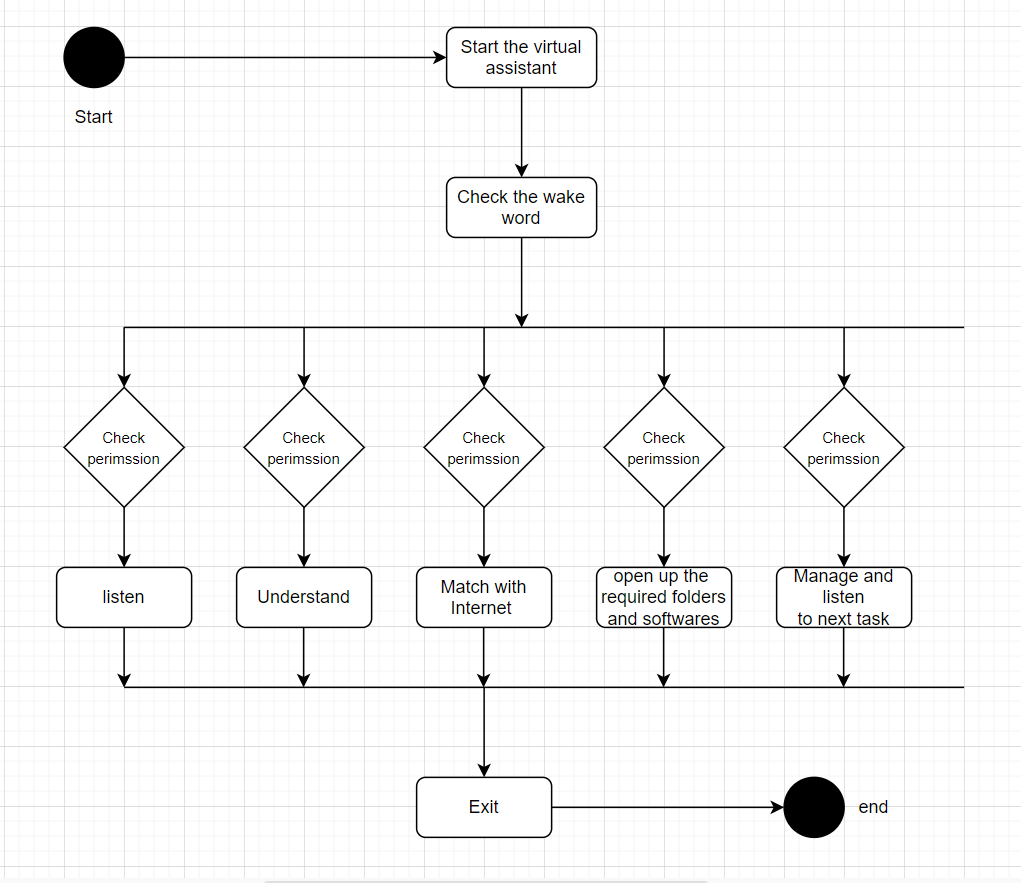 Start the virtual
assistant
Start
Check the wake
word
Check
perimssion
Check
perimssion
Check
perimssion
Check
perimssion
Check
perimssion
listen
Understand
Match with
Internet
open up the
required folders
and softwares
Manage and
listen
to next task
Exit
end